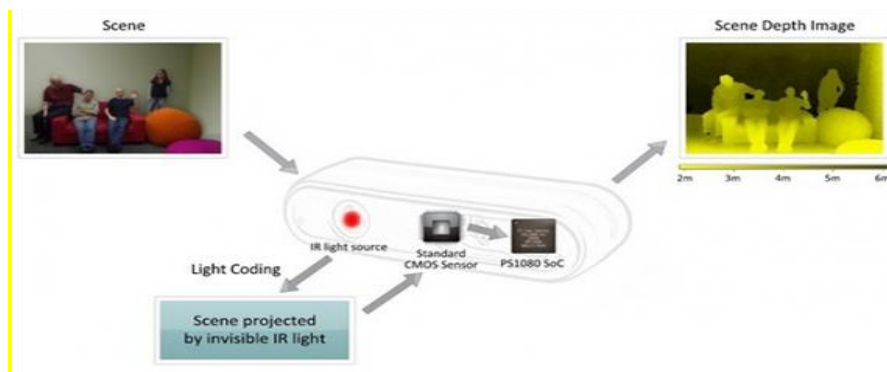 Scene
Scene Depth Image
2m 3m 4m 5m 6m
IR light source
Standard
CMOS Sensor
PS1080 SoC
Light Coding
Scene projected
by invisible IR light